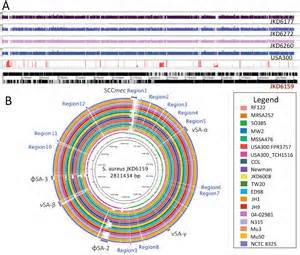 A
JKD6177
JKD6272
JKD6260
USA300
JKD6159
B
SCCmec
Region1
Region2
Region3
Region4
Region5
νSA-α
Region6
Region7
νSA-γ
Region8
Region9
ϕSA-2
νSA-β
ϕSA-3
Region10
Region11
Region12
S. aureus JKD6159
2811434 bp
Legend
RF122
MRSA252
SO385
MW2
MSSA476
USA300 FPR3757
USA300_TCH1516
COL
Newman
JKD6008
TW20
ED98
JH1
JH9
04-02981
N315
Mu3
Mu50
NCTC 8325